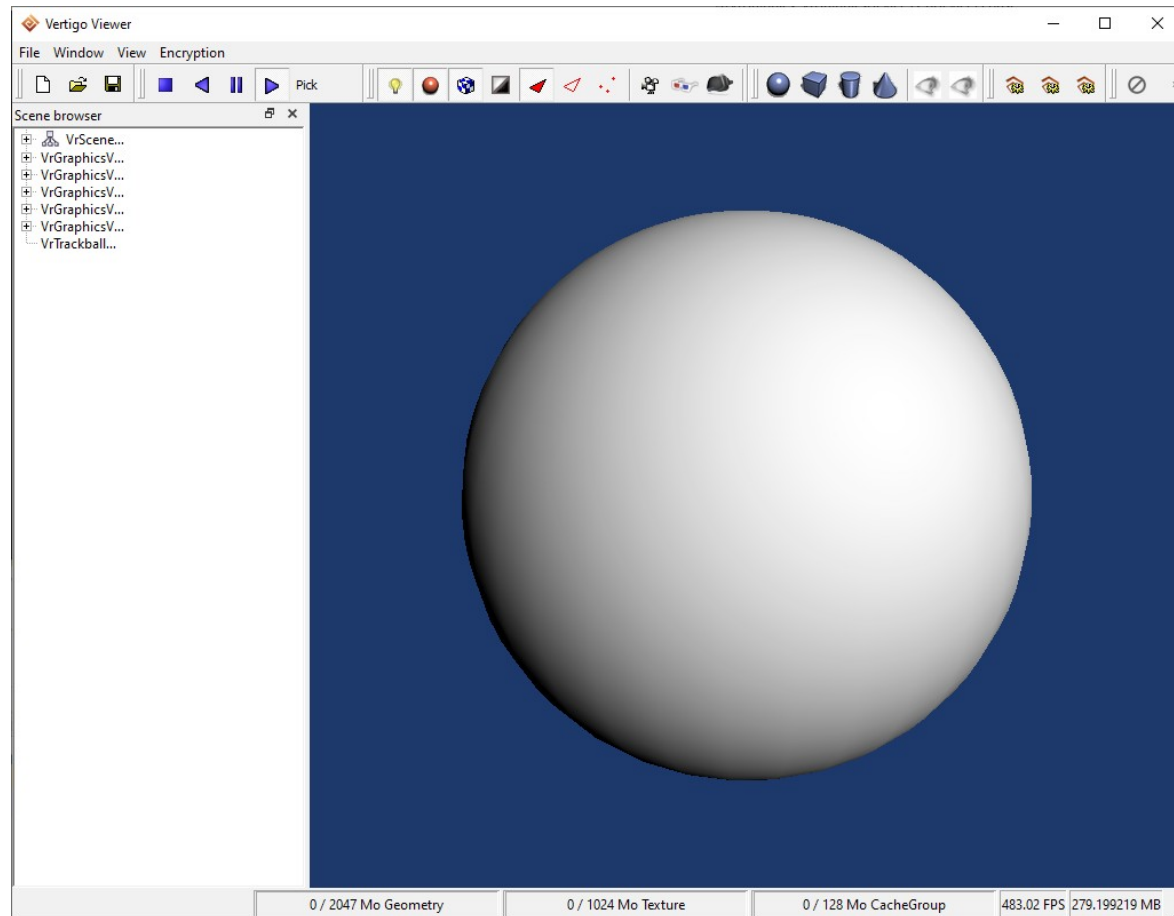 Vertigo Viewer
File Window View Encryption
Pick
Scene browser
VrScene...
VrGraphicsV...
VrGraphicsV...
VrGraphicsV...
VrGraphicsV...
VrGraphicsV...
VrTrackball...
0 / 2047 Mo Geometry 0 / 1024 Mo Texture 0 / 128 Mo CacheGroup 483.02 FPS 279.199219 MB